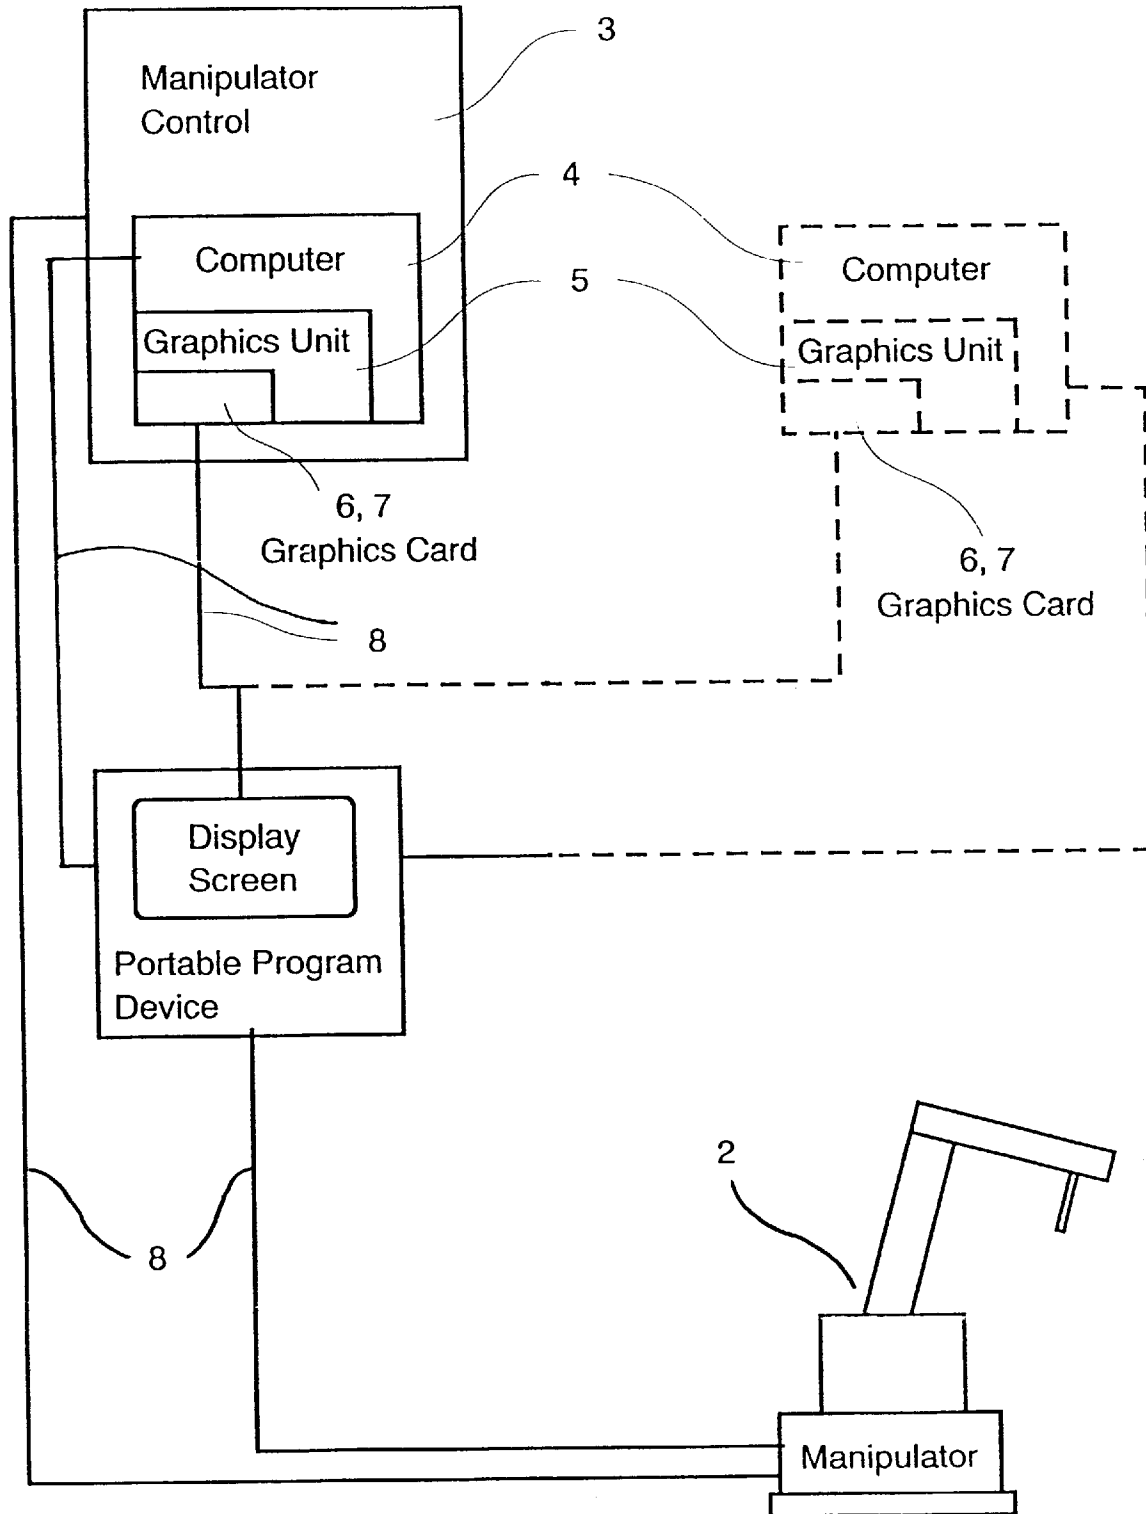 3
Manipulator
Control
4
Computer
Computer
5
Graphics Unit
Graphics Unit
6, 7
Graphics Card
6, 7
Graphics Card
8
Display
Screen
Portable Program
Device
2
8
Manipulator